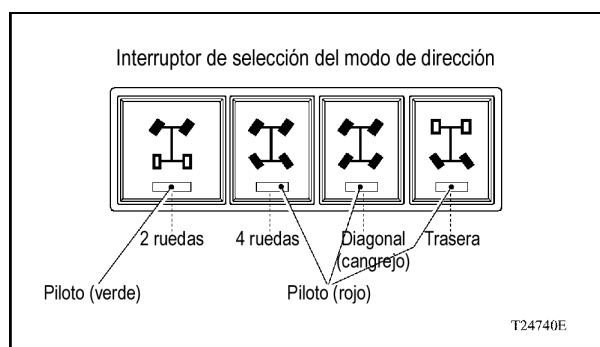 Interruptor de selección del modo de dirección
2 ruedas
4 ruedas
Diagonal
(cangrejo)
Trasera
Piloto (verde)
Piloto (rojo)
T24740E